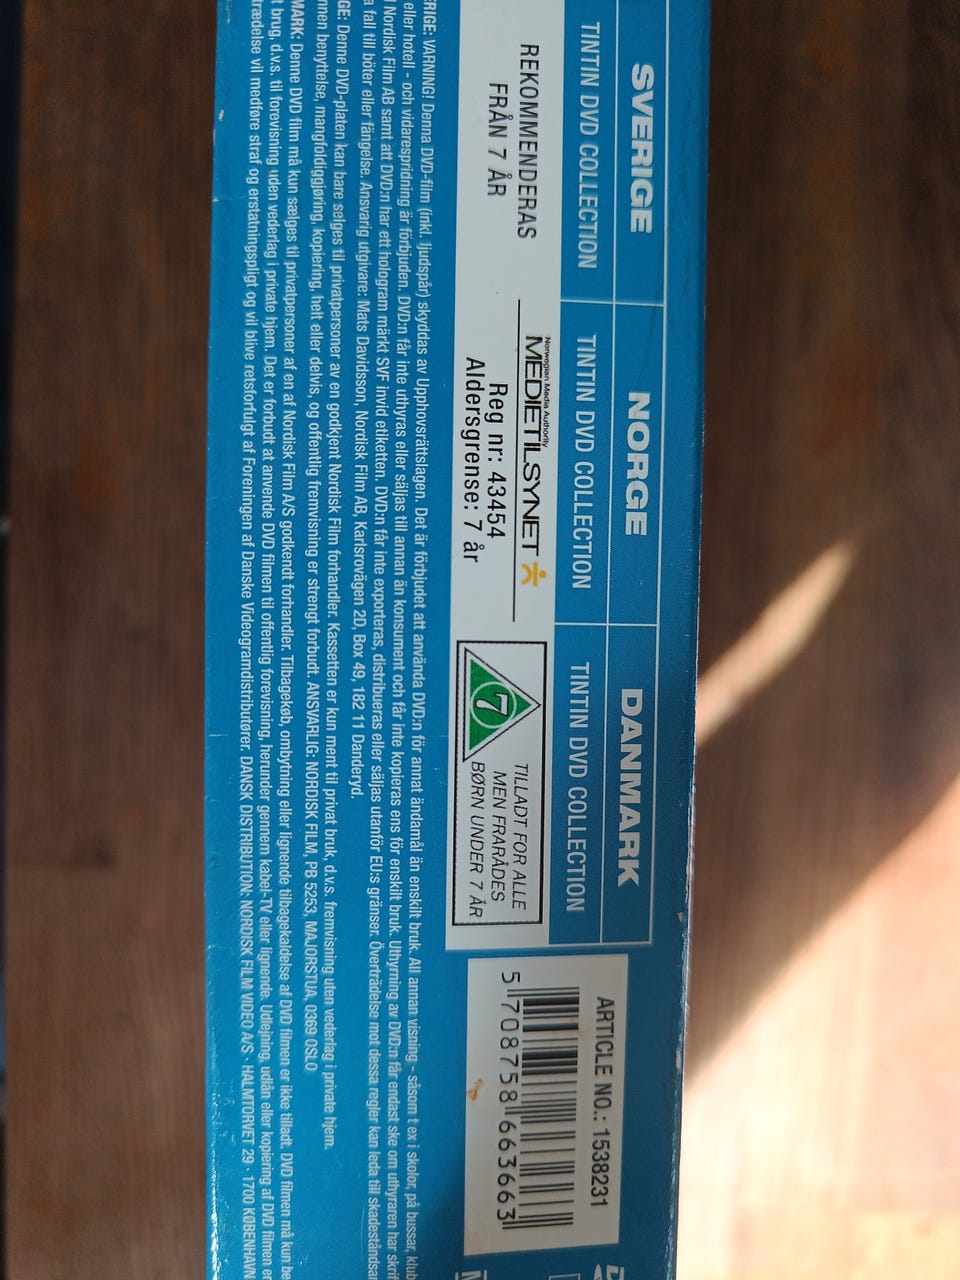 SVERIGE
TINTIN DVD COLLECTION
REKOMMENDERAS
FRÅN 7 ÅR
NORGE
TINTIN DVD COLLECTION
Norwegian Media Authority
MEDIETILSYNET
Reg nr: 43454
Aldersgrense: 7 år
DANMARK
TINTIN DVD COLLECTION
7
TILLADT FOR ALLE
MEN FRARÅDES
BØRN UNDER 7 ÅR
ARTICLE NO.: 1538231
5 708758 663663
VARNING! Denna DVD-film (inkl. ljudspår) skyddas av Upphovsrättslagen. Det är förbjudet att använda DVD:n för annat ändamål än enskilt bruk. All annan visning - såsom t ex i skolor, på bussar, klub
eller hotell - och vidarespridning är förbjuden. DVD:n får inte uthyras eller säljas till annan än konsument och får inte kopieras ens för enskilt bruk. Uthyrning av DVD:n får endast ske om uthyraren har skrif
Nordisk Film AB samt att DVD:n har ett hologram märkt SVF invid etiketten. DVD:n får inte exporteras, distribueras eller säljas utanför EU:s gränser. Överträdelse mot dessa regler kan leda till skadeståndsan
fall till böter eller fängelse. Ansvarig utgivare: Mats Davidsson, Nordisk Film AB, Karlsrovägen 2D, Box 49, 182 11 Danderyd.
GE: Denne DVD-platen kan bare selges til privatpersoner av en godkjent Nordisk Film forhandler. Kassetten er kun ment til privat bruk, d.v.s. fremvisning uten vederlag i private hjem.
nen benyttelse, mangfoldiggjøring, kopiering, helt eller delvis, og offentlig fremvisning er strengt forbudt. ANSVARLIG: NORDISK FILM, PB 5253, MAJORSTUA, 0369 OSLO
MARK: Denne DVD film må kun sælges til privatpersoner af en af Nordisk Film A/S godkendt forhandler. Tilbagekøb, ombytning eller lignende tilbagekaldelse af DVD filmen er ikke tilladt. DVD filmen må kun be
t brug, d.v.s. til forevisning uden vederlag i private hjem. Det er forbudt at anvende DVD filmen til offentlig forevisning, herunder gennem kabel-TV eller lignende. Udlejning, udlån eller kopiering af DVD filmen er
trædelse vil medføre straf og erstatningspligt og vil blive retsforfulgt af Foreningen af Danske Videogramdistributører. DANSK DISTRIBUTION: NORDISK FILM VIDEO A/S · HALMTORVET 29 · 1700 KØBENHAVN